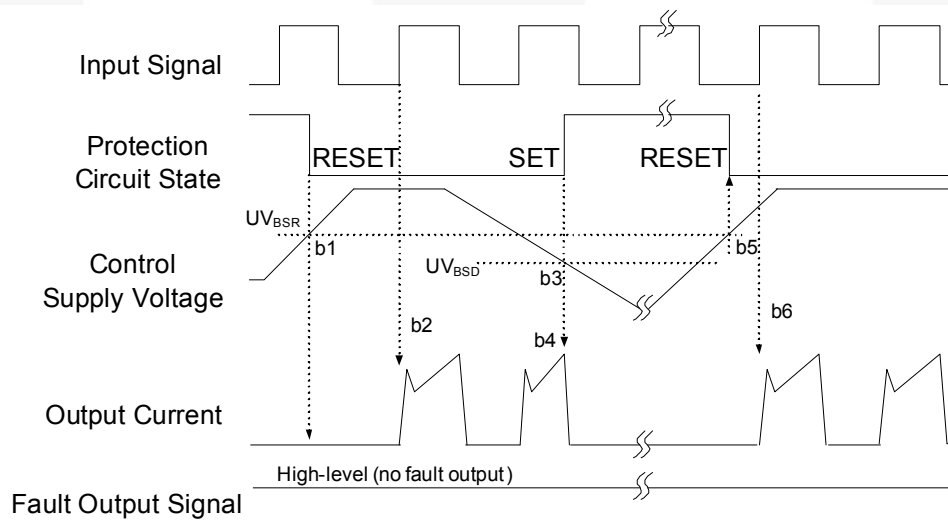 Input Signal
Protection
Circuit State
RESET
SET
RESET
UVBSR
b1
b5
UVBSD
b3
Control
Supply Voltage
b2
b4
b6
Output Current
High-level (no fault output)
Fault Output Signal